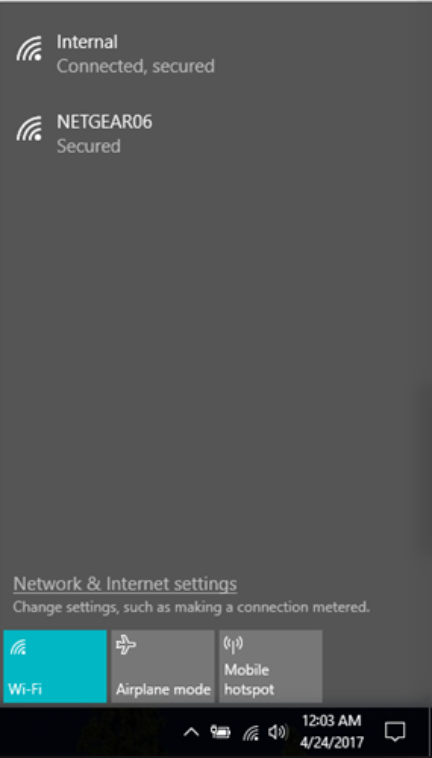 Internal
Connected, secured
NETGEAR06
Secured
Network & Internet settings
Change settings, such as making a connection metered.
Wi-Fi
Airplane mode
Mobile
hotspot
12:03 AM
4/24/2017